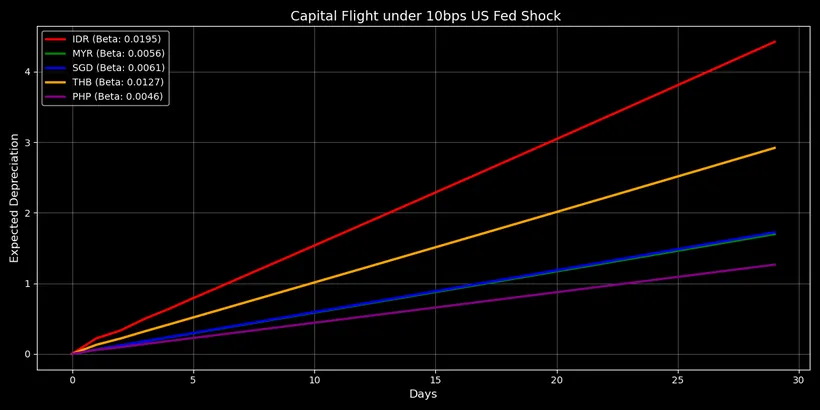 Capital Flight under 10bps US Fed Shock
IDR (Beta: 0.0195)
MYR (Beta: 0.0056)
SGD (Beta: 0.0061)
THB (Beta: 0.0127)
PHP (Beta: 0.0046)
Expected Depreciation
4
3
2
1
0
0 5 10 15 20 25 30
Days